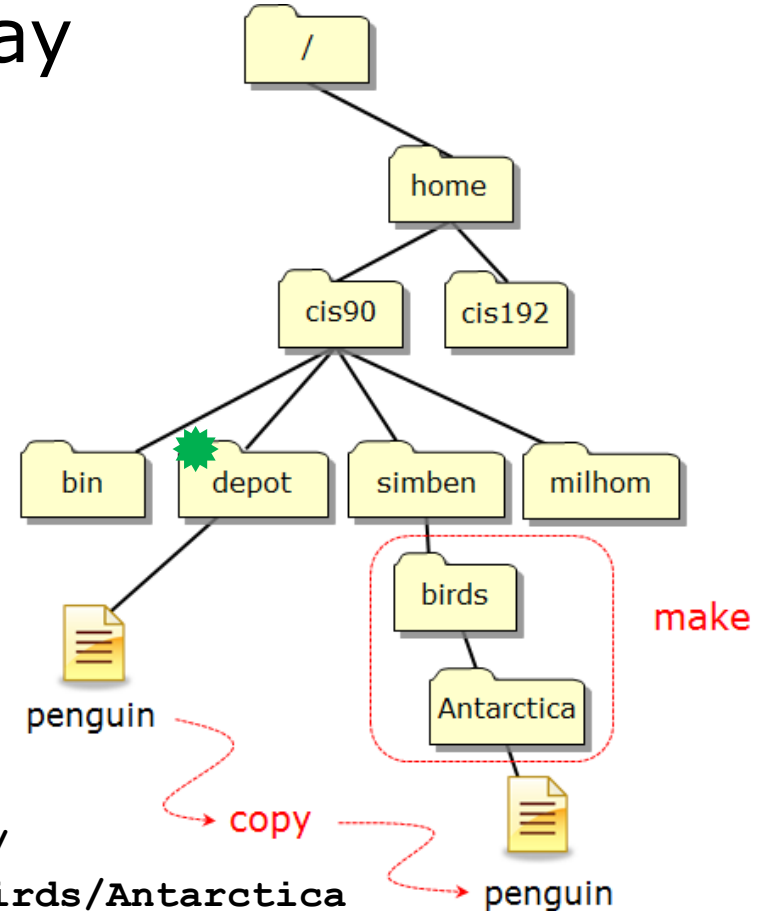 ay
/
home
cis90 cis192
bin depot simben milhom
birds
make
Antarctica
penguin
copy
/
irds/Antarctica
penguin